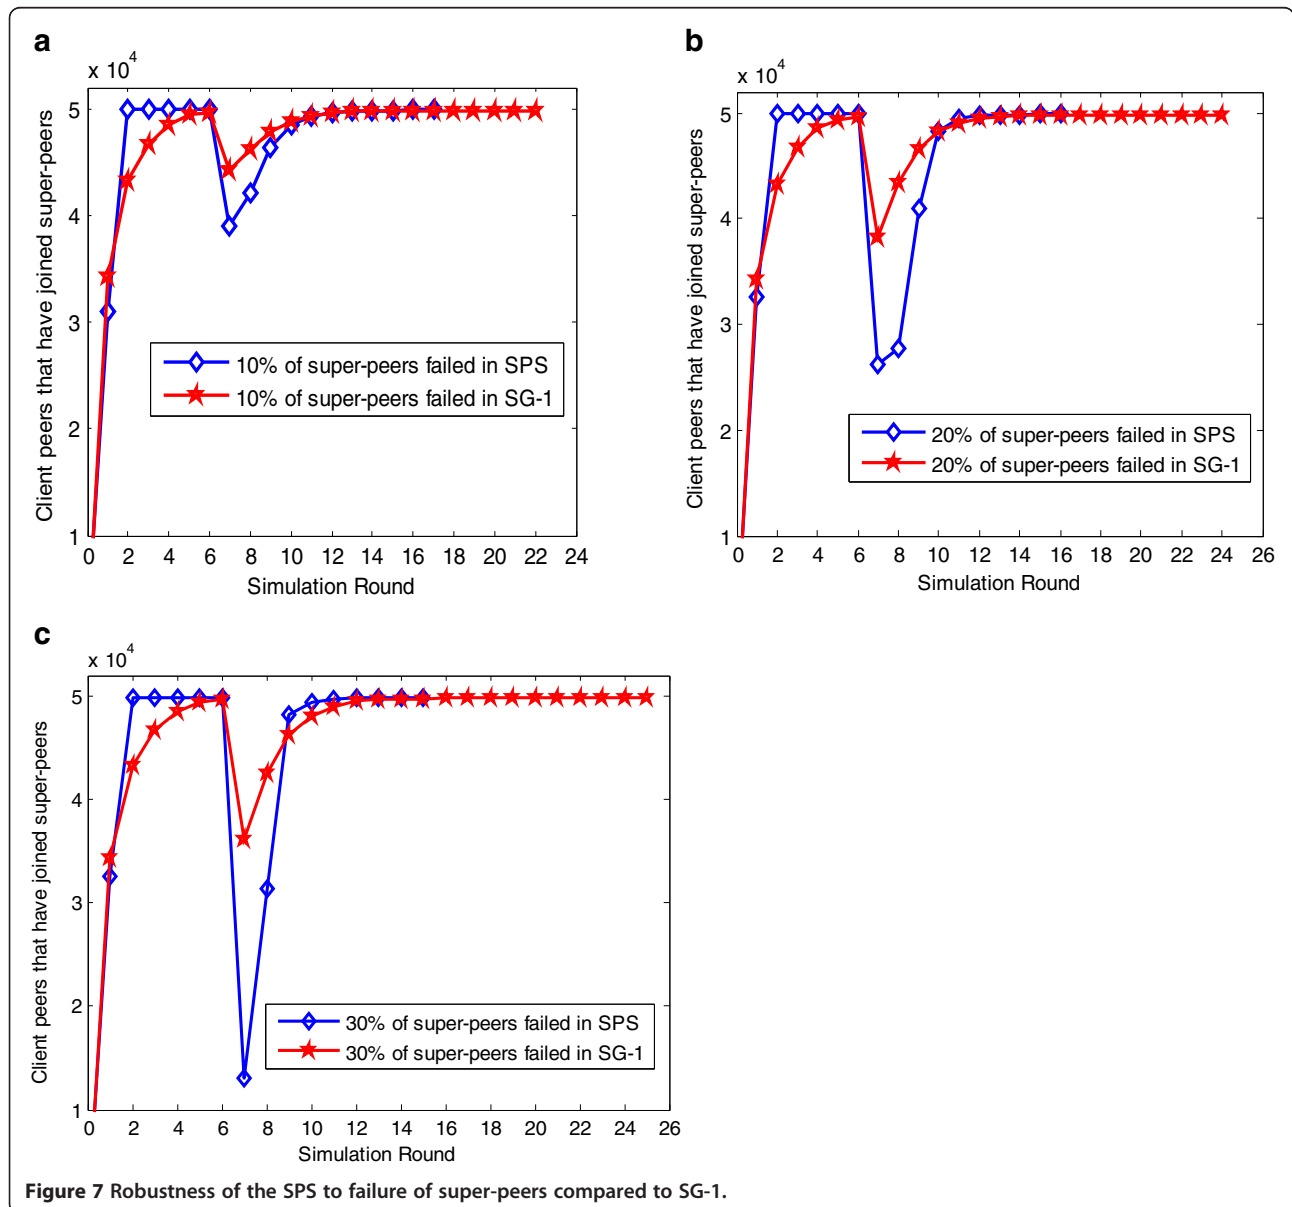 a
x 10^4
5
4
3
2
1
Client peers that have joined super-peers
10% of super-peers failed in SPS
10% of super-peers failed in SG-1
0 2 4 6 8 10 12 14 16 18 20 22 24
Simulation Round
b
x 10^4
5
4
3
2
1
Client peers that have joined super-peers
20% of super-peers failed in SPS
20% of super-peers failed in SG-1
0 2 4 6 8 10 12 14 16 18 20 22 24 26
Simulation Round
c
x 10^4
5
4
3
2
1
Client peers that have joined super-peers
30% of super-peers failed in SPS
30% of super-peers failed in SG-1
0 2 4 6 8 10 12 14 16 18 20 22 24 26
Simulation Round
Figure 7 Robustness of the SPS to failure of super-peers compared to SG-1.